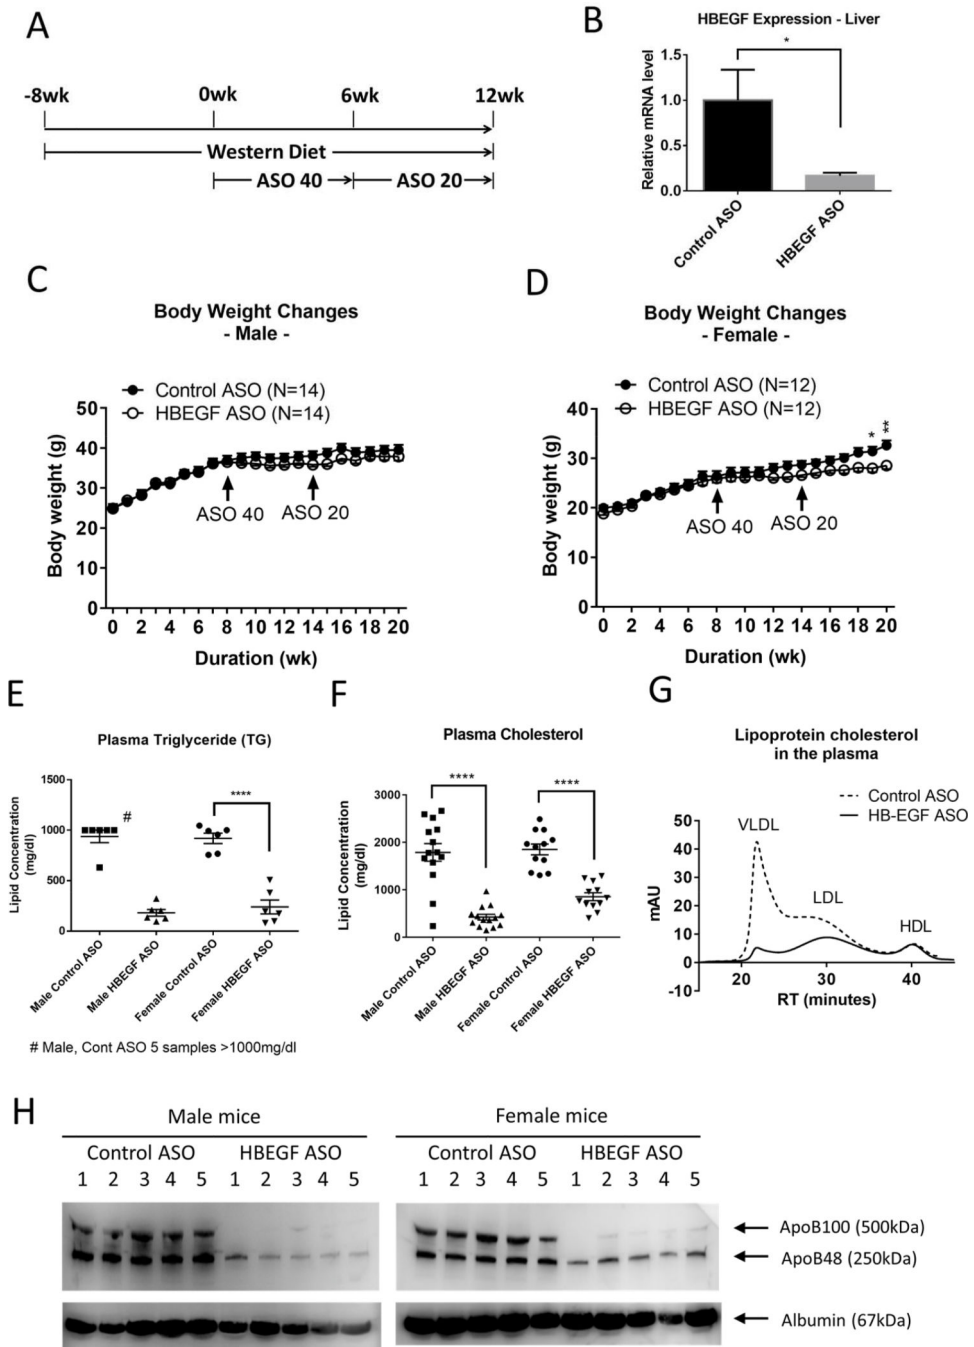 A
-8wk 0wk 6wk 12wk
Western Diet
ASO 40 ASO 20
B
HBEGF Expression - Liver
*
Relative mRNA level
1.5
1.0
0.5
0.0
Control ASO
HBEGF ASO
C
Body Weight Changes
- Male -
Control ASO (N=14)
HBEGF ASO (N=14)
Body weight (g)
50
40
30
20
10
0
ASO 40
ASO 20
0 2 4 6 8 10 12 14 16 18 20
Duration (wk)
D
Body Weight Changes
- Female -
Control ASO (N=12)
HBEGF ASO (N=12)
Body weight (g)
40
30
20
10
0
* **
ASO 40
ASO 20
0 2 4 6 8 10 12 14 16 18 20
Duration (wk)
E
Plasma Triglyceride (TG)
Lipid Concentration
(mg/dl)
1500
1000
500
0
#
****
Male Control ASO
Male HBEGF ASO
Female Control ASO
Female HBEGF ASO
# Male, Cont ASO 5 samples >1000mg/dl
F
Plasma Cholesterol
Lipid Concentration
(mg/dl)
3000
2000
1000
0
****
****
Male Control ASO
Male HBEGF ASO
Female Control ASO
Female HBEGF ASO
G
Lipoprotein cholesterol
in the plasma
Control ASO
HB-EGF ASO
mAU
50
40
30
20
10
0
-10
VLDL
LDL
HDL
20 30 40
RT (minutes)
H
Male mice Female mice
Control ASO HBEGF ASO Control ASO HBEGF ASO
1 2 3 4 5 1 2 3 4 5 1 2 3 4 5 1 2 3 4 5
ApoB100 (500kDa)
ApoB48 (250kDa)
Albumin (67kDa)